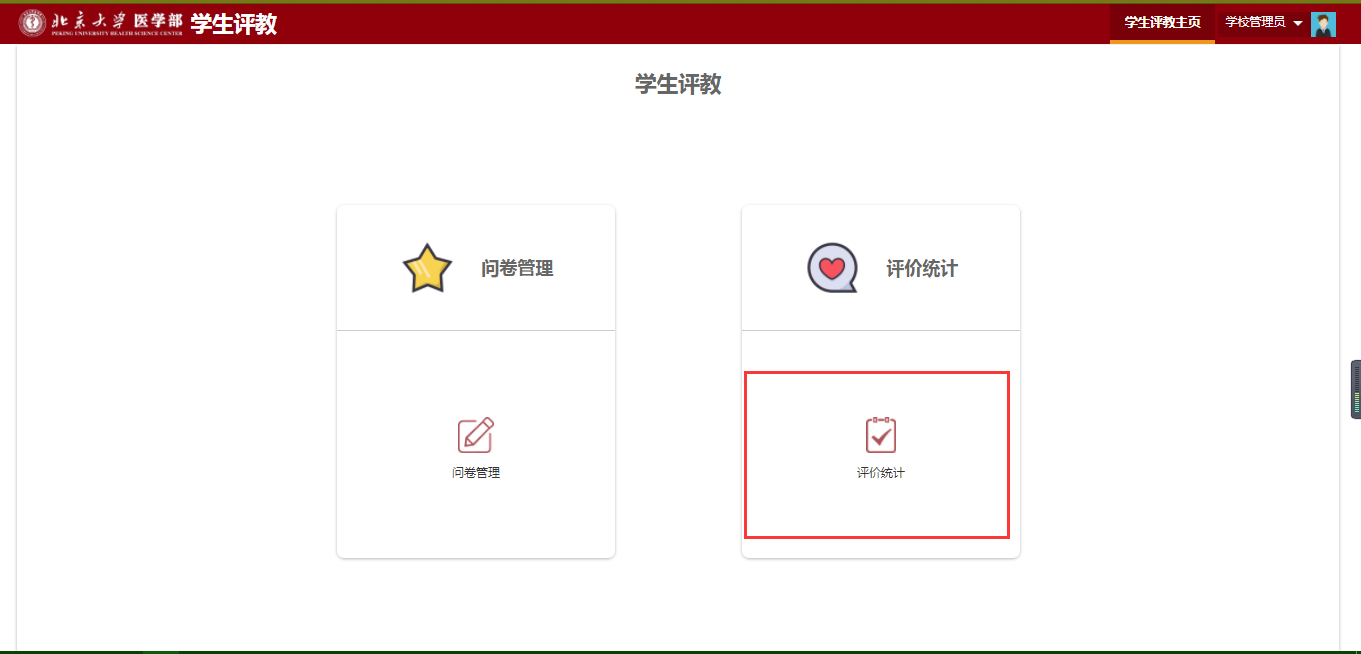 北京大学 医学部 学生评教
PEKING UNIVERSITY HEALTH SCIENCE CENTER
学生评教主页 学校管理员
学生评教
问卷管理
评价统计
问卷管理
评价统计